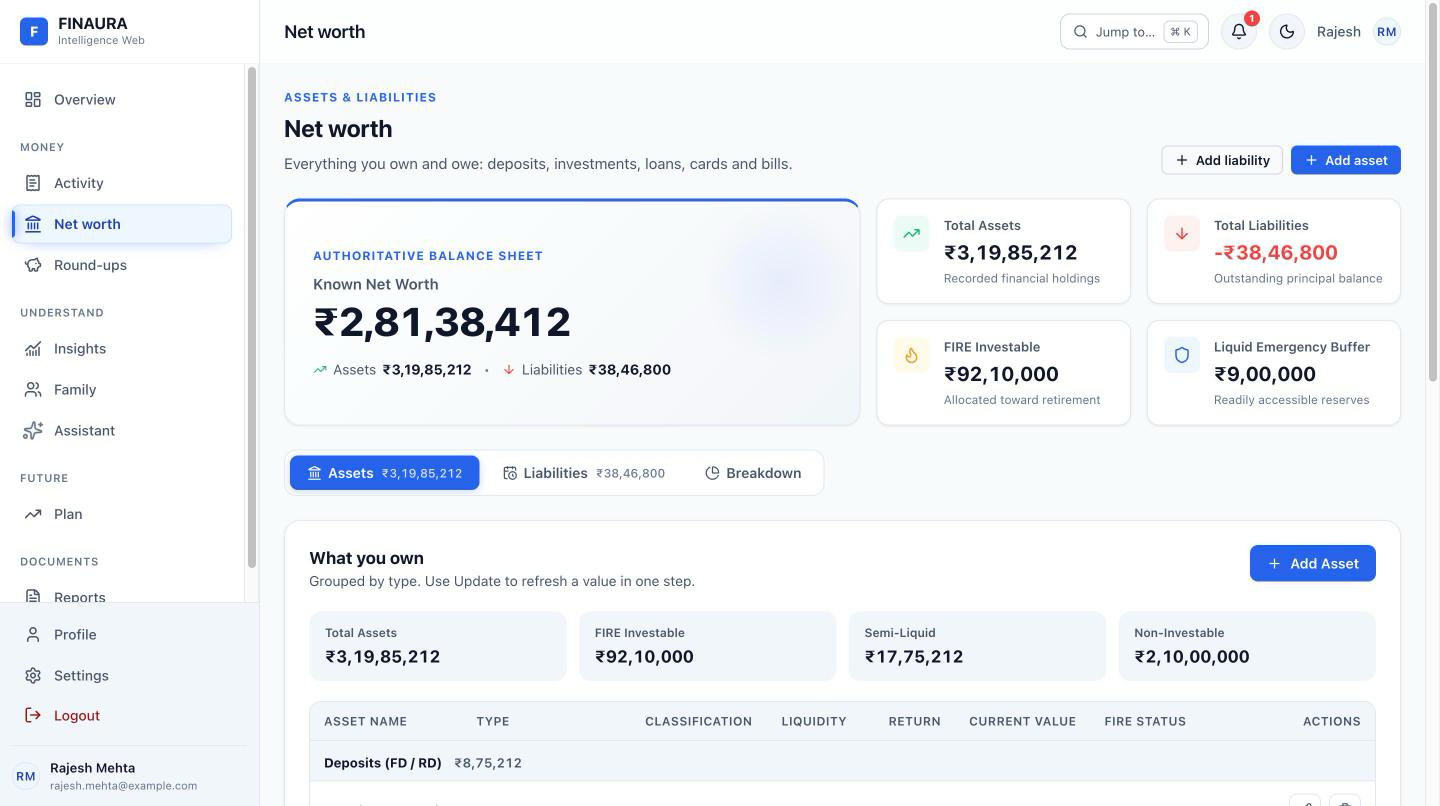 F
FINAURA
Intelligence Web
Net worth
Jump to...
⌘ K
1
Rajesh
RM
Overview
MONEY
Activity
Net worth
Round-ups
UNDERSTAND
Insights
Family
Assistant
FUTURE
Plan
DOCUMENTS
Reports
Profile
Settings
Logout
RM
Rajesh Mehta
rajesh.mehta@example.com
ASSETS & LIABILITIES
Net worth
Everything you own and owe: deposits, investments, loans, cards and bills.
+ Add liability
+ Add asset
AUTHORITATIVE BALANCE SHEET
Known Net Worth
₹2,81,38,412
Assets ₹3,19,85,212 • Liabilities ₹38,46,800
Total Assets
₹3,19,85,212
Recorded financial holdings
Total Liabilities
-₹38,46,800
Outstanding principal balance
FIRE Investable
₹92,10,000
Allocated toward retirement
Liquid Emergency Buffer
₹9,00,000
Readily accessible reserves
Assets ₹3,19,85,212
Liabilities ₹38,46,800
Breakdown
What you own
Grouped by type. Use Update to refresh a value in one step.
+ Add Asset
Total Assets
₹3,19,85,212
FIRE Investable
₹92,10,000
Semi-Liquid
₹17,75,212
Non-Investable
₹2,10,00,000
ASSET NAME TYPE CLASSIFICATION LIQUIDITY RETURN CURRENT VALUE FIRE STATUS ACTIONS
Deposits (FD / RD) ₹8,75,212